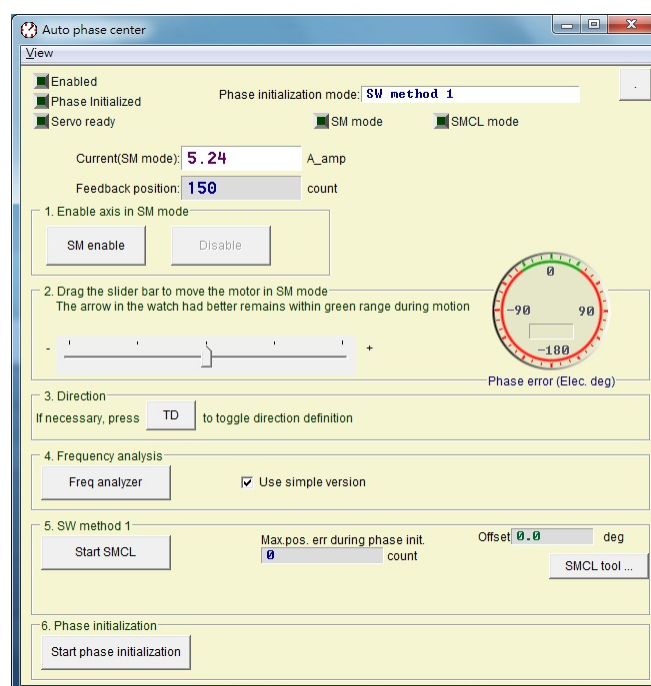 Auto phase center
View
Enabled
Phase Initialized
Phase initialization mode: SW method 1
.
Servo ready
SM mode
SMCL mode
Current(SM mode): 5.24 A_amp
Feedback position: 150 count
1. Enable axis in SM mode
SM enable
Disable
2. Drag the slider bar to move the motor in SM mode
The arrow in the watch had better remains within green range during motion
- +
0
-90 90
-180
Phase error (Elec. deg)
3. Direction
If necessary, press TD to toggle direction definition
4. Frequency analysis
Freq analyzer
Use simple version
5. SW method 1
Start SMCL
Max.pos. err during phase init.
0 count
Offset 0.0 deg
SMCL tool ...
6. Phase initialization
Start phase initialization